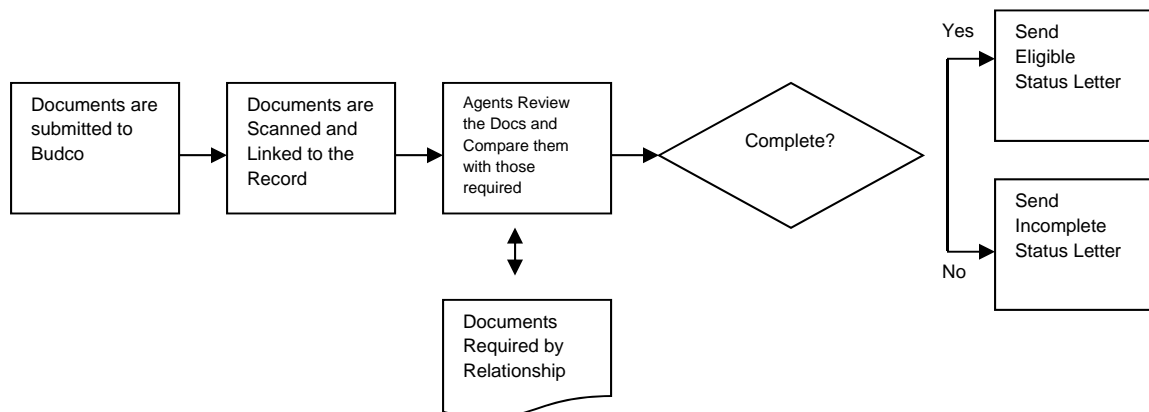 Documents are
submitted to
Budco
Documents are
Scanned and
Linked to the
Record
Agents Review
the Docs and
Compare them
with those
required
Complete?
Yes
Send
Eligible
Status Letter
No
Send
Incomplete
Status Letter
Documents
Required by
Relationship